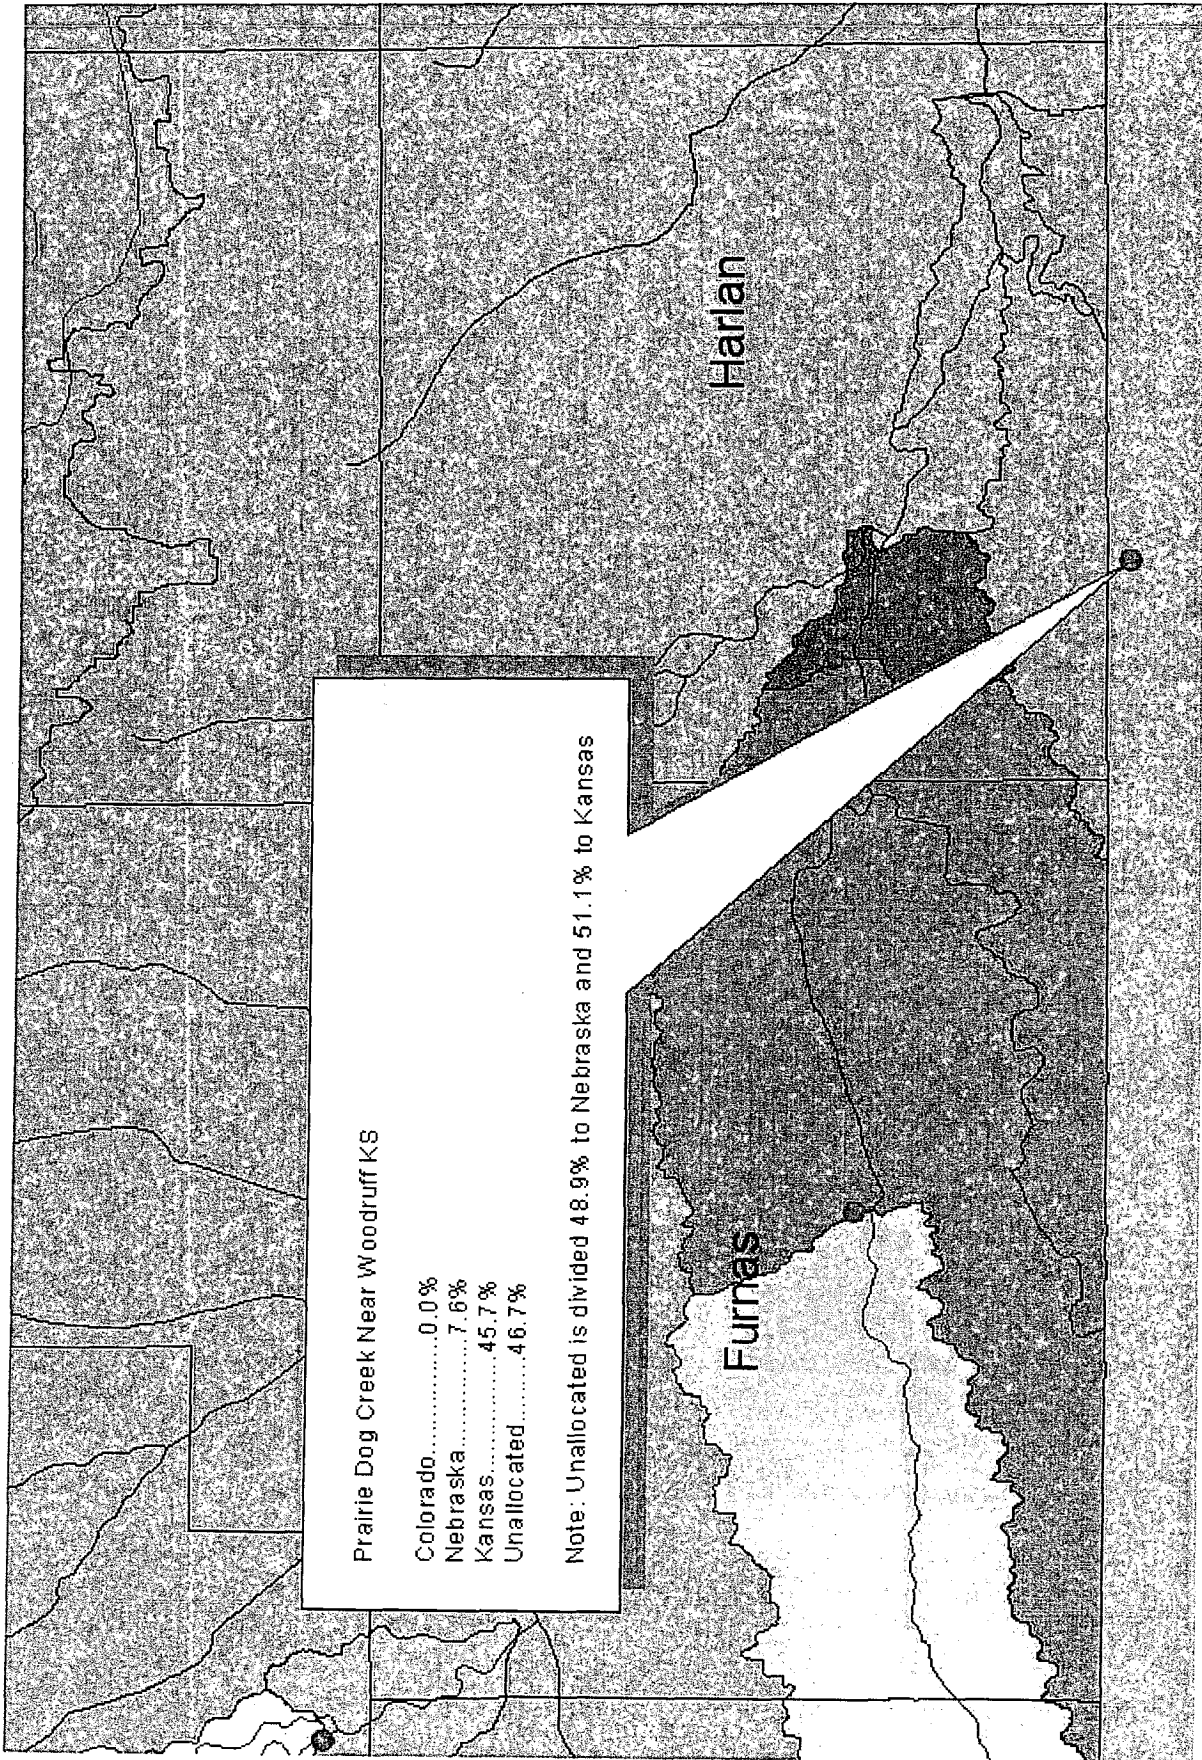 Prairie Dog Creek Near Woodruff KS
Colorado................0.0%
Nebraska...............7.6%
Kansas................45.7%
Unallocated.........46.7%
Note: Unallocated is divided 48.9% to Nebraska and 51.1% to Kansas
Furnas
Harlan